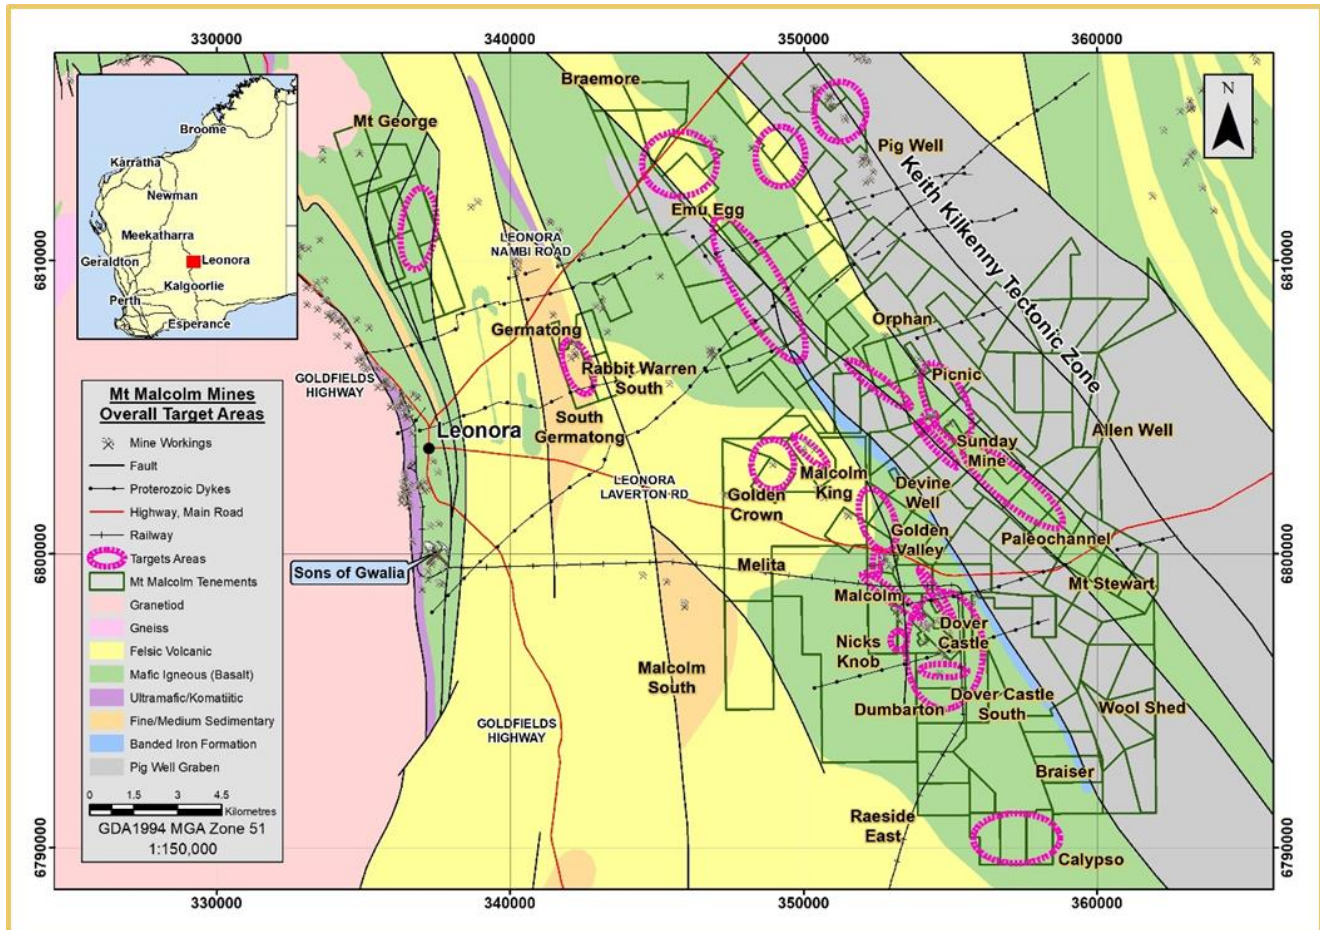 330000
340000
350000
360000
Braemore
Mt George
Pig Well
Keith Kilkenny Tectonic Zone
N
Broome
Karratha
Newman
Meekatharra
Geraldton
Leonora
Kalgoorlie
Perth
Esperance
6810000
6810000
Emu Egg
LEONORA
NAMBI ROAD
Orphan
Germatong
Rabbit Warren
South
Picnic
GOLDFIELDS
HIGHWAY
South
Germatong
Leonora
Allen Well
Sunday
Mine
Malcolm
King
LEONORA
LAVERTON RD
Golden
Crown
Devine
Well
Golden
Valley
Paleochannel
6800000
6800000
Sons of Gwalia
Melita
Mt Stewart
Malcolm
Dover
Castle
Nicks
Knob
Malcolm
South
Dover Castle
South
Dumbarton
Wool Shed
GOLDFIELDS
HIGHWAY
Braiser
Raeside
East
Calypso
6790000
6790000
Mt Malcolm Mines
Overall Target Areas
Mine Workings
Fault
Proterozoic Dykes
Highway, Main Road
Railway
Targets Areas
Mt Malcolm Tenements
Granetiod
Gneiss
Felsic Volcanic
Mafic Igneous (Basalt)
Ultramafic/Komatiitic
Fine/Medium Sedimentary
Banded Iron Formation
Pig Well Graben
0 1.5 3 4.5
Kilometres
GDA1994 MGA Zone 51
1:150,000
330000
340000
350000
360000